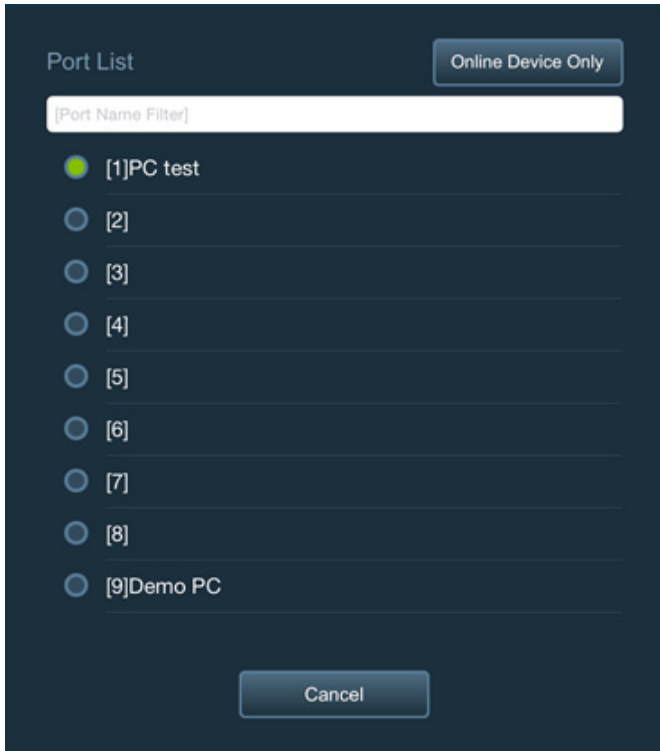 Port List
Online Device Only
[Port Name Filter]
[1]PC test
[2]
[3]
[4]
[5]
[6]
[7]
[8]
[9]Demo PC
Cancel